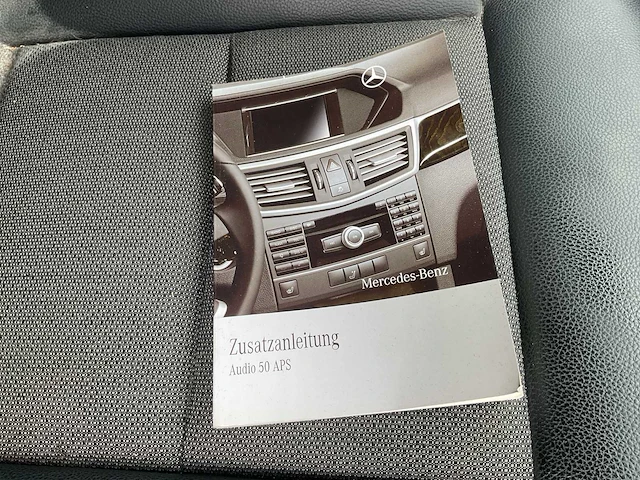 Mercedes-Benz
Zusatzanleitung
Audio 50 APS